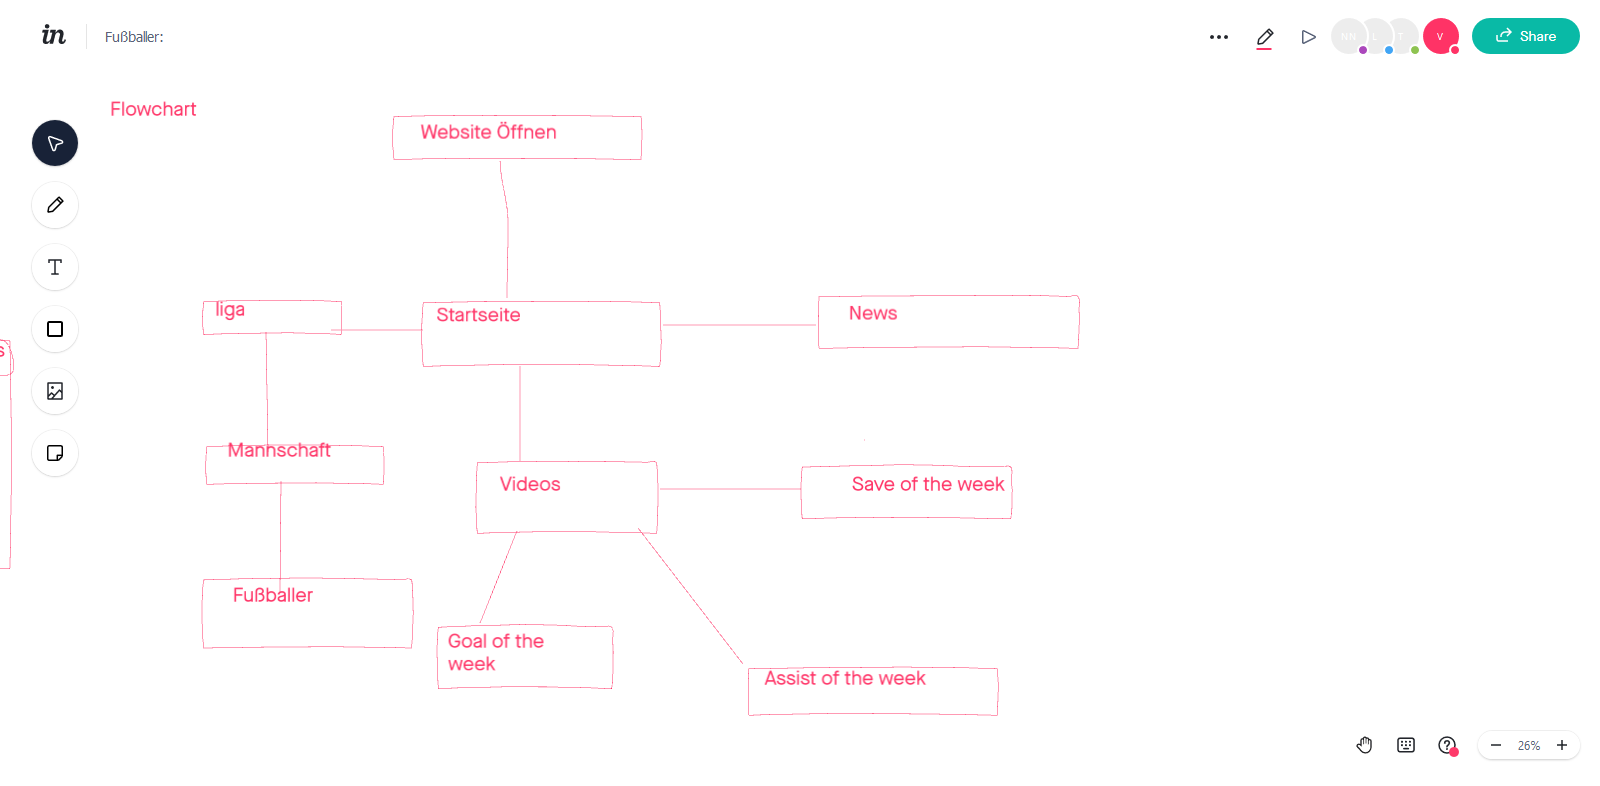 in
Fußballer:
NN
L
T
V
Share
Flowchart
Website Öffnen
liga
Startseite
News
s
Mannschaft
Videos
Save of the week
Fußballer
Goal of the
week
Assist of the week
26%